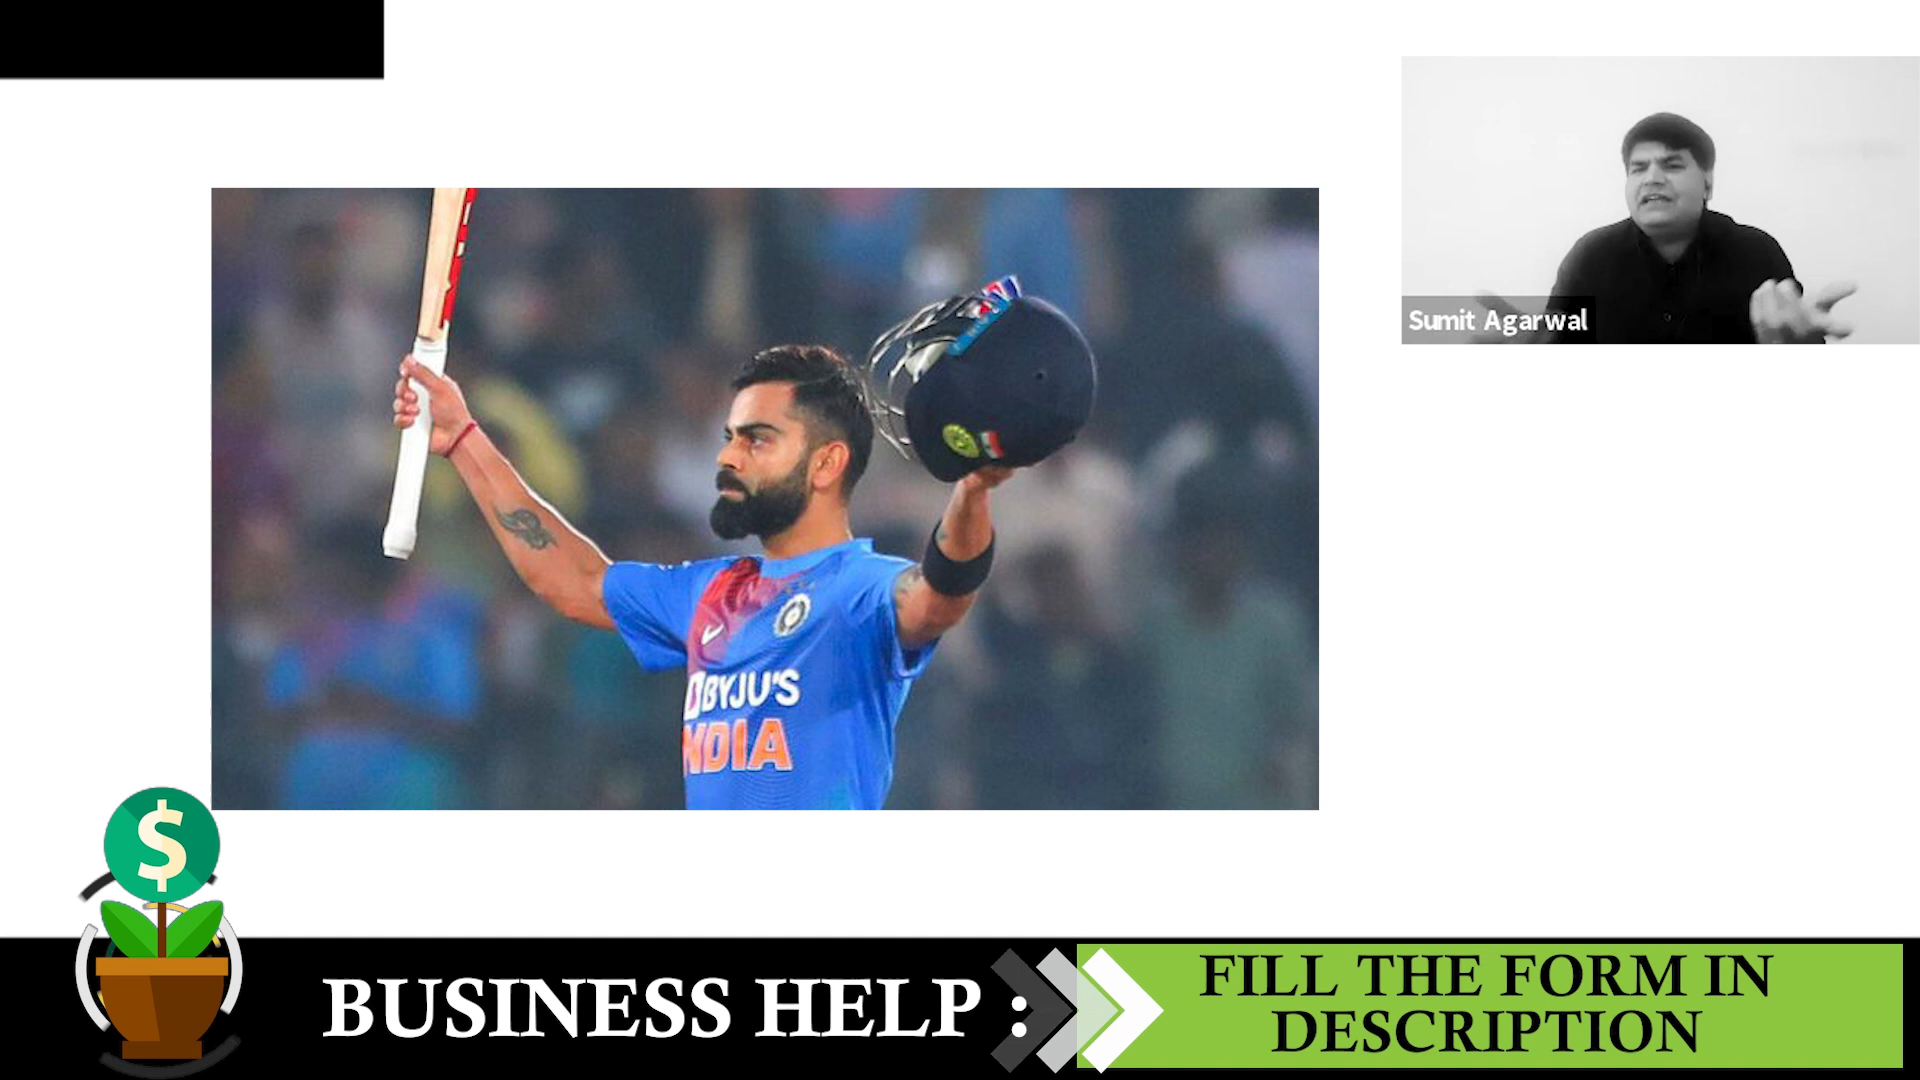 Sumit Agarwal
BYJU'S
NDIA
$
BUSINESS HELP :
FILL THE FORM IN
DESCRIPTION